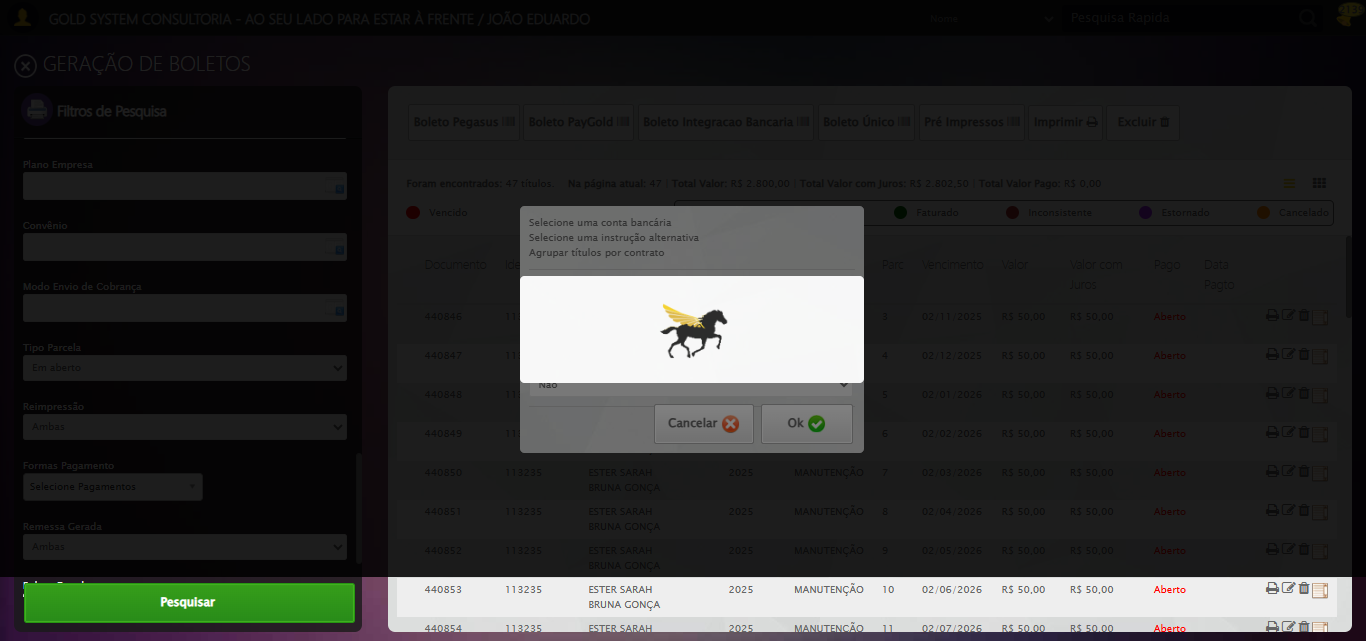 GOLD SYSTEM CONSULTORIA - AO SEU LADO PARA ESTAR À FRENTE / JOÃO EDUARDO
Nome
Pesquisa Rapida
GERAÇÃO DE BOLETOS
Filtros de Pesquisa
Plano Empresa
Convênio
Modo Envio de Cobrança
Tipo Parcela
Em aberto
Reimpressão
Ambas
Formas Pagamento
Selecione Pagamentos
Remessa Gerada
Ambas
Pesquisar
Boleto Pegasus
Boleto PayGold
Boleto Integracao Bancaria
Boleto Único
Pré Impressos
Imprimir
Excluir
Foram encontrados: 47 títulos. Na página atual: 47 | Total Valor: R$ 2.800,00 | Total Valor com Juros: R$ 2.802,50 | Total Valor Pago: R$ 0,00
Vencido
Faturado
Inconsistente
Estornado
Cancelado
Selecione uma conta bancária
Selecione uma instrução alternativa
Agrupar títulos por contrato
Não
Cancelar
Ok
Documento Parc Vencimento Valor Valor com Juros Pago Data Pagto
440846 3 02/11/2025 R$ 50,00 R$ 50,00 Aberto
440847 4 02/12/2025 R$ 50,00 R$ 50,00 Aberto
440848 5 02/01/2026 R$ 50,00 R$ 50,00 Aberto
440849 6 02/02/2026 R$ 50,00 R$ 50,00 Aberto
440850 113235 ESTER SARAH BRUNA GONÇA 2025 MANUTENÇÃO 7 02/03/2026 R$ 50,00 R$ 50,00 Aberto
440851 113235 ESTER SARAH BRUNA GONÇA 2025 MANUTENÇÃO 8 02/04/2026 R$ 50,00 R$ 50,00 Aberto
440852 113235 ESTER SARAH BRUNA GONÇA 2025 MANUTENÇÃO 9 02/05/2026 R$ 50,00 R$ 50,00 Aberto
440853 113235 ESTER SARAH BRUNA GONÇA 2025 MANUTENÇÃO 10 02/06/2026 R$ 50,00 R$ 50,00 Aberto
440854 113235 ESTER SARAH 2025 MANUTENÇÃO 11 02/07/2026 R$ 50,00 R$ 50,00 Aberto